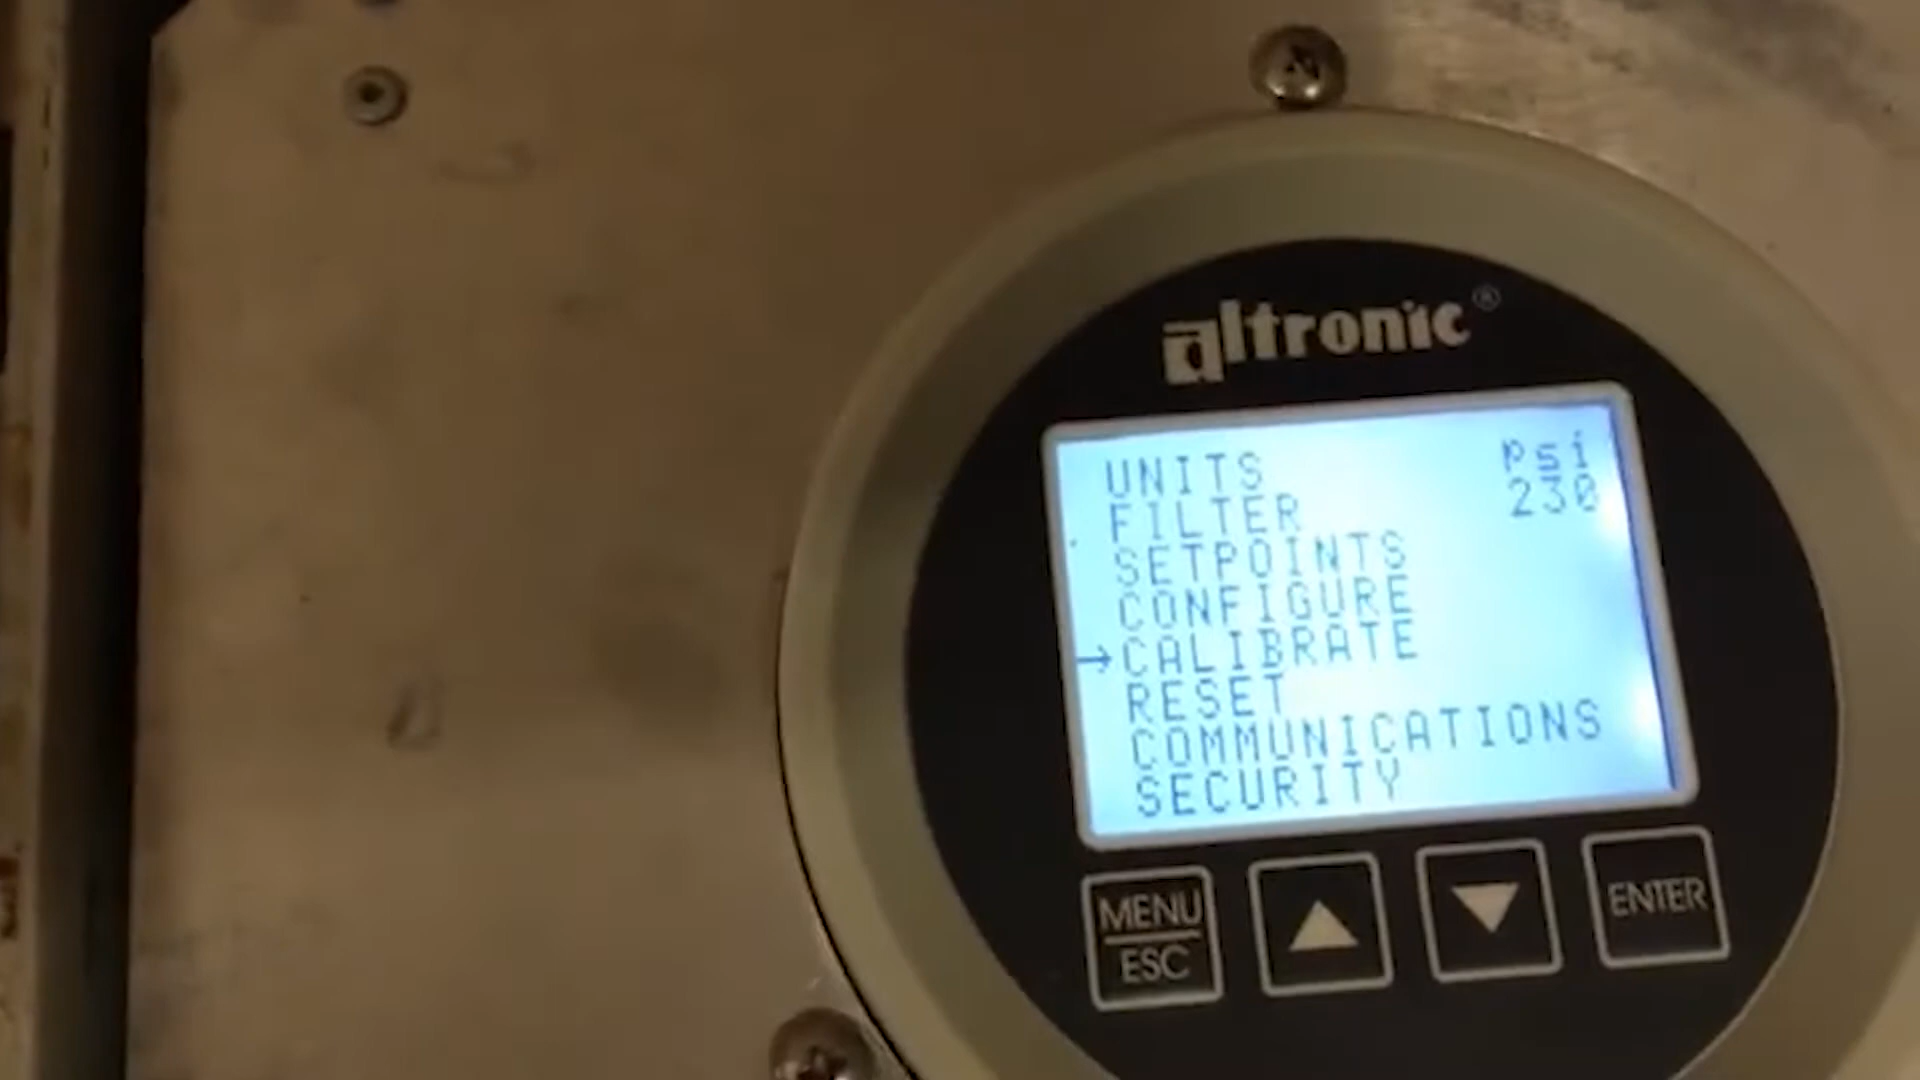 altronic®
UNITS psi
FILTER 230
SETPOINTS
CONFIGURE
→CALIBRATE
RESET
COMMUNICATIONS
SECURITY
MENU
ESC
ENTER